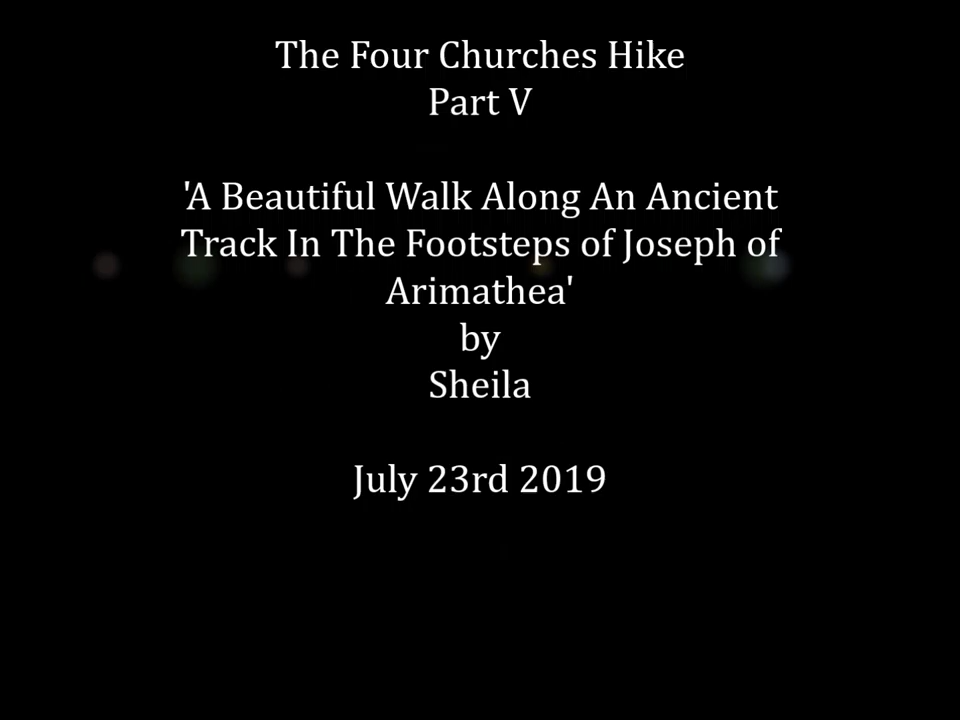 The Four Churches Hike
Part V
'A Beautiful Walk Along An Ancient
Track In The Footsteps of Joseph of
Arimathea'
by
Sheila
July 23rd 2019